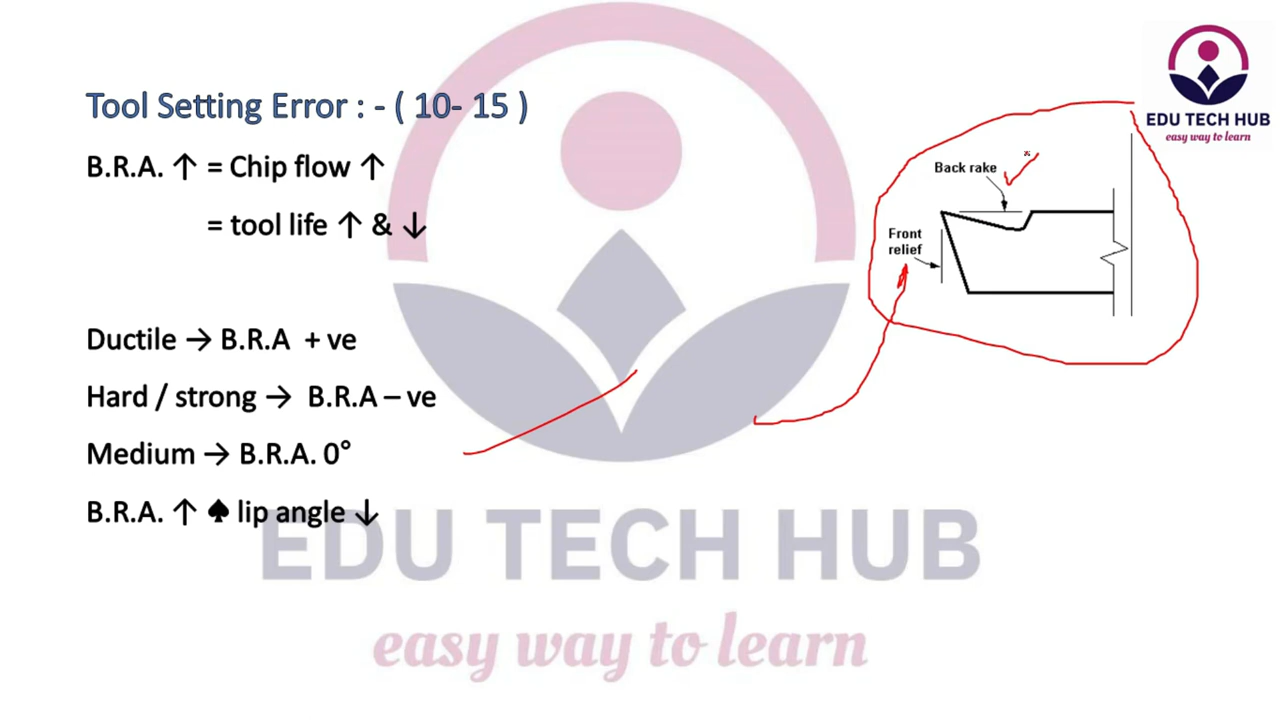 Tool Setting Error : - ( 10- 15 )
B.R.A. ↑ = Chip flow ↑
= tool life ↑ & ↓
Ductile → B.R.A + ve
Hard / strong → B.R.A – ve
Medium → B.R.A. 0°
B.R.A. ↑ ♠ lip angle ↓
Back rake
Front
relief
EDU TECH HUB
easy way to learn
EDU TECH HUB
easy way to learn